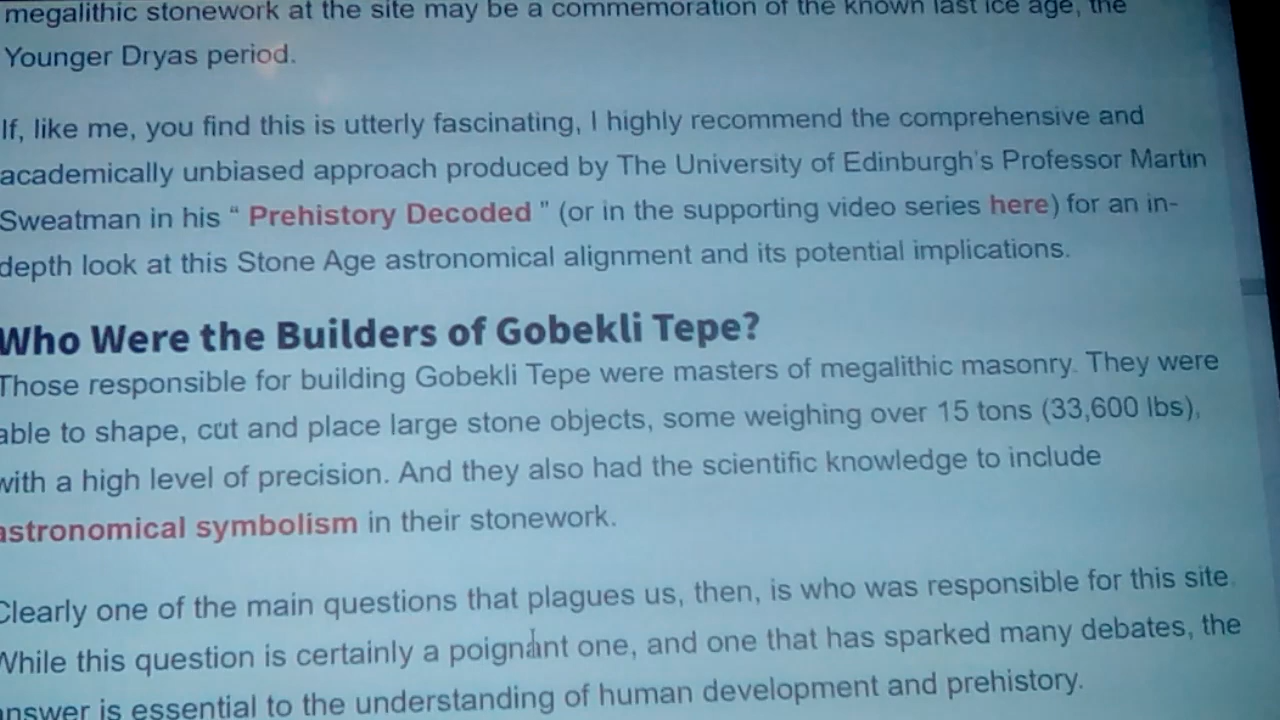 megalithic stonework at the site may be a commemoration of the known last ice age, the
Younger Dryas period.
If, like me, you find this is utterly fascinating, I highly recommend the comprehensive and
academically unbiased approach produced by The University of Edinburgh's Professor Martin
Sweatman in his “ Prehistory Decoded ” (or in the supporting video series here) for an in-
depth look at this Stone Age astronomical alignment and its potential implications.
Who Were the Builders of Gobekli Tepe?
Those responsible for building Gobekli Tepe were masters of megalithic masonry. They were
able to shape, cut and place large stone objects, some weighing over 15 tons (33,600 lbs),
with a high level of precision. And they also had the scientific knowledge to include
astronomical symbolism in their stonework.
Clearly one of the main questions that plagues us, then, is who was responsible for this site.
While this question is certainly a poignant one, and one that has sparked many debates, the
answer is essential to the understanding of human development and prehistory.